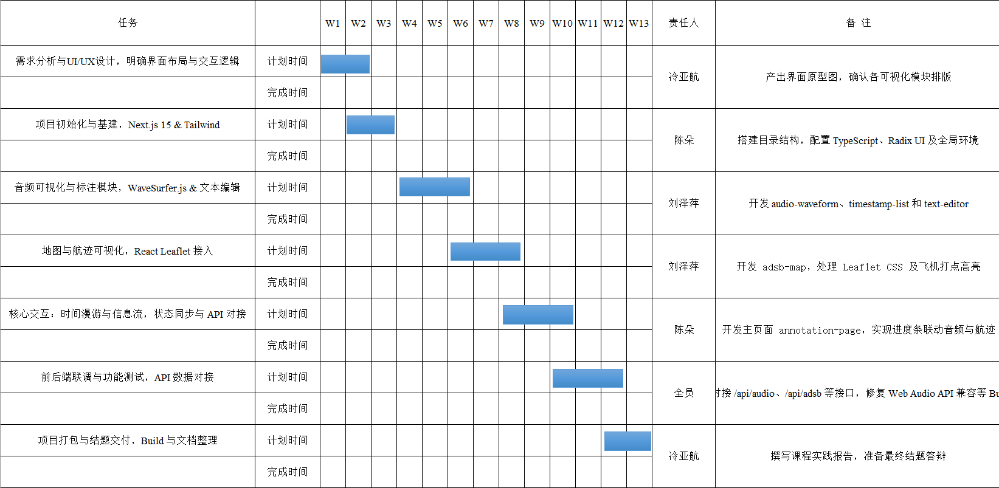 任务 W1 W2 W3 W4 W5 W6 W7 W8 W9 W10 W11 W12 W13 责任人 备 注
需求分析与UI/UX设计，明确界面布局与交互逻辑 计划时间
冷亚航 产出界面原型图，确认各可视化模块排版
完成时间
项目初始化与基建，Next.js 15 & Tailwind 计划时间
陈朵 搭建目录结构，配置 TypeScript、Radix UI 及全局环境
完成时间
音频可视化与标注模块，WaveSurfer.js & 文本编辑 计划时间
刘泽萍 开发 audio-waveform、timestamp-list 和 text-editor
完成时间
地图与航迹可视化，React Leaflet 接入 计划时间
刘泽萍 开发 adsb-map，处理 Leaflet CSS 及飞机打点高亮
完成时间
核心交互：时间漫游与信息流，状态同步与 API 对接 计划时间
陈朵 开发主页面 annotation-page，实现进度条联动音频与航迹
完成时间
前后端联调与功能测试，API 数据对接 计划时间
全员 对接 /api/audio、/api/adsb 等接口，修复 Web Audio API 兼容等 Bu
完成时间
项目打包与结题交付，Build 与文档整理 计划时间
冷亚航 撰写课程实践报告，准备最终结题答辩
完成时间